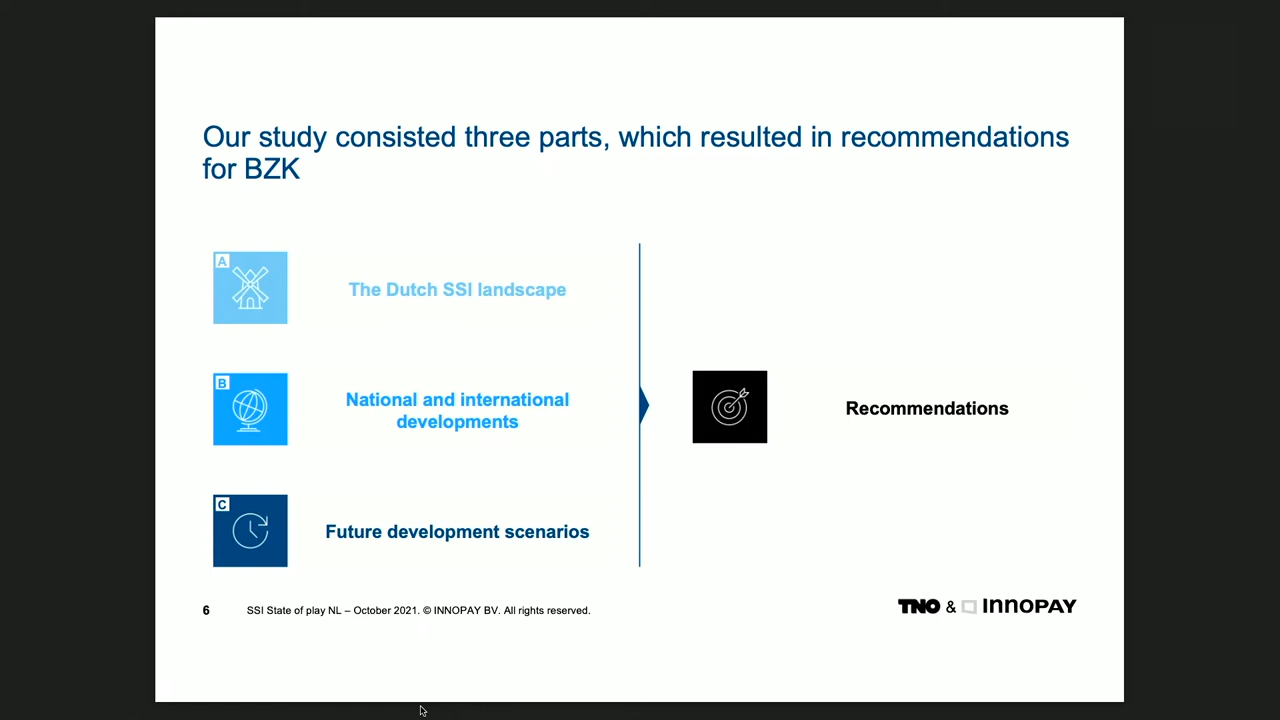 Our study consisted three parts, which resulted in recommendations
for BZK
A
The Dutch SSI landscape
B
National and international
developments
Recommendations
C
Future development scenarios
6
SSI State of play NL – October 2021. © INNOPAY BV. All rights reserved.
TNO & INNOPAY